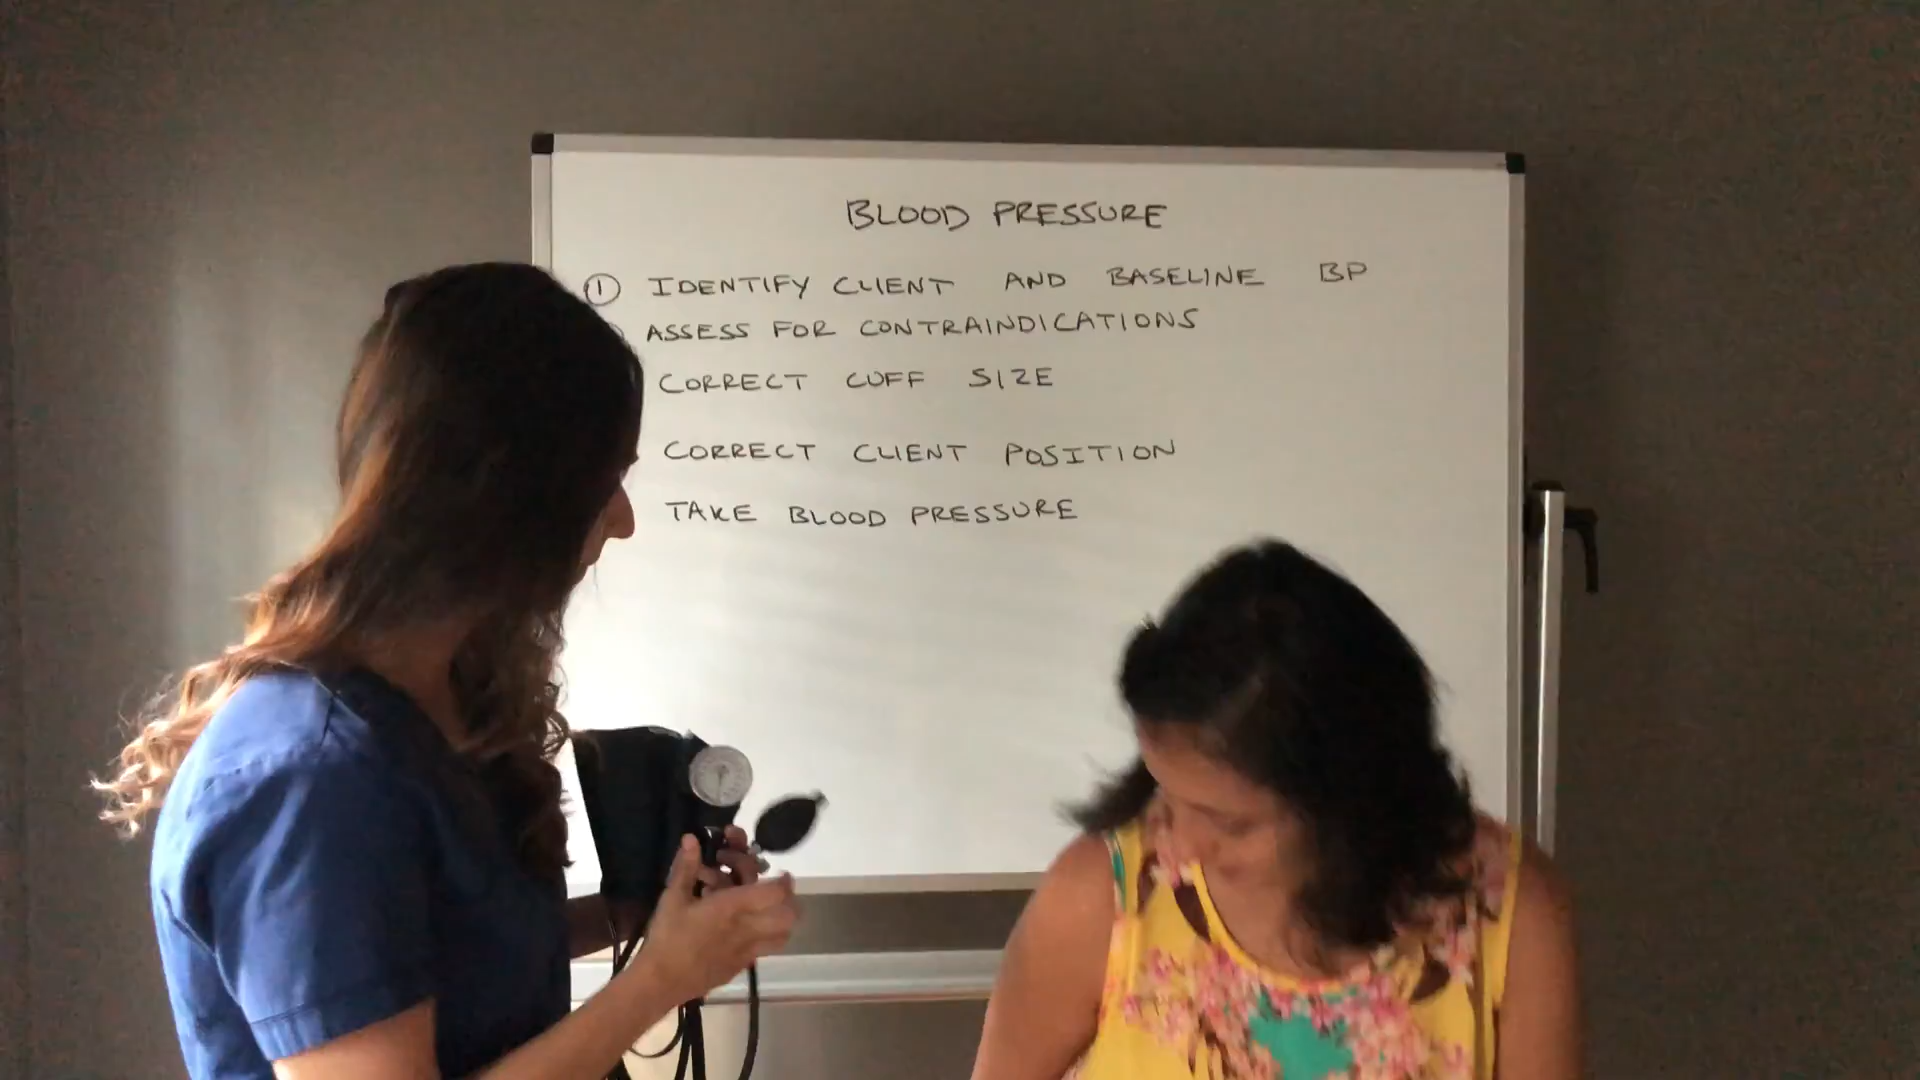 BLOOD PRESSURE
① IDENTIFY CLIENT AND BASELINE BP
ASSESS FOR CONTRAINDICATIONS
CORRECT CUFF SIZE
CORRECT CLIENT POSITION
TAKE BLOOD PRESSURE